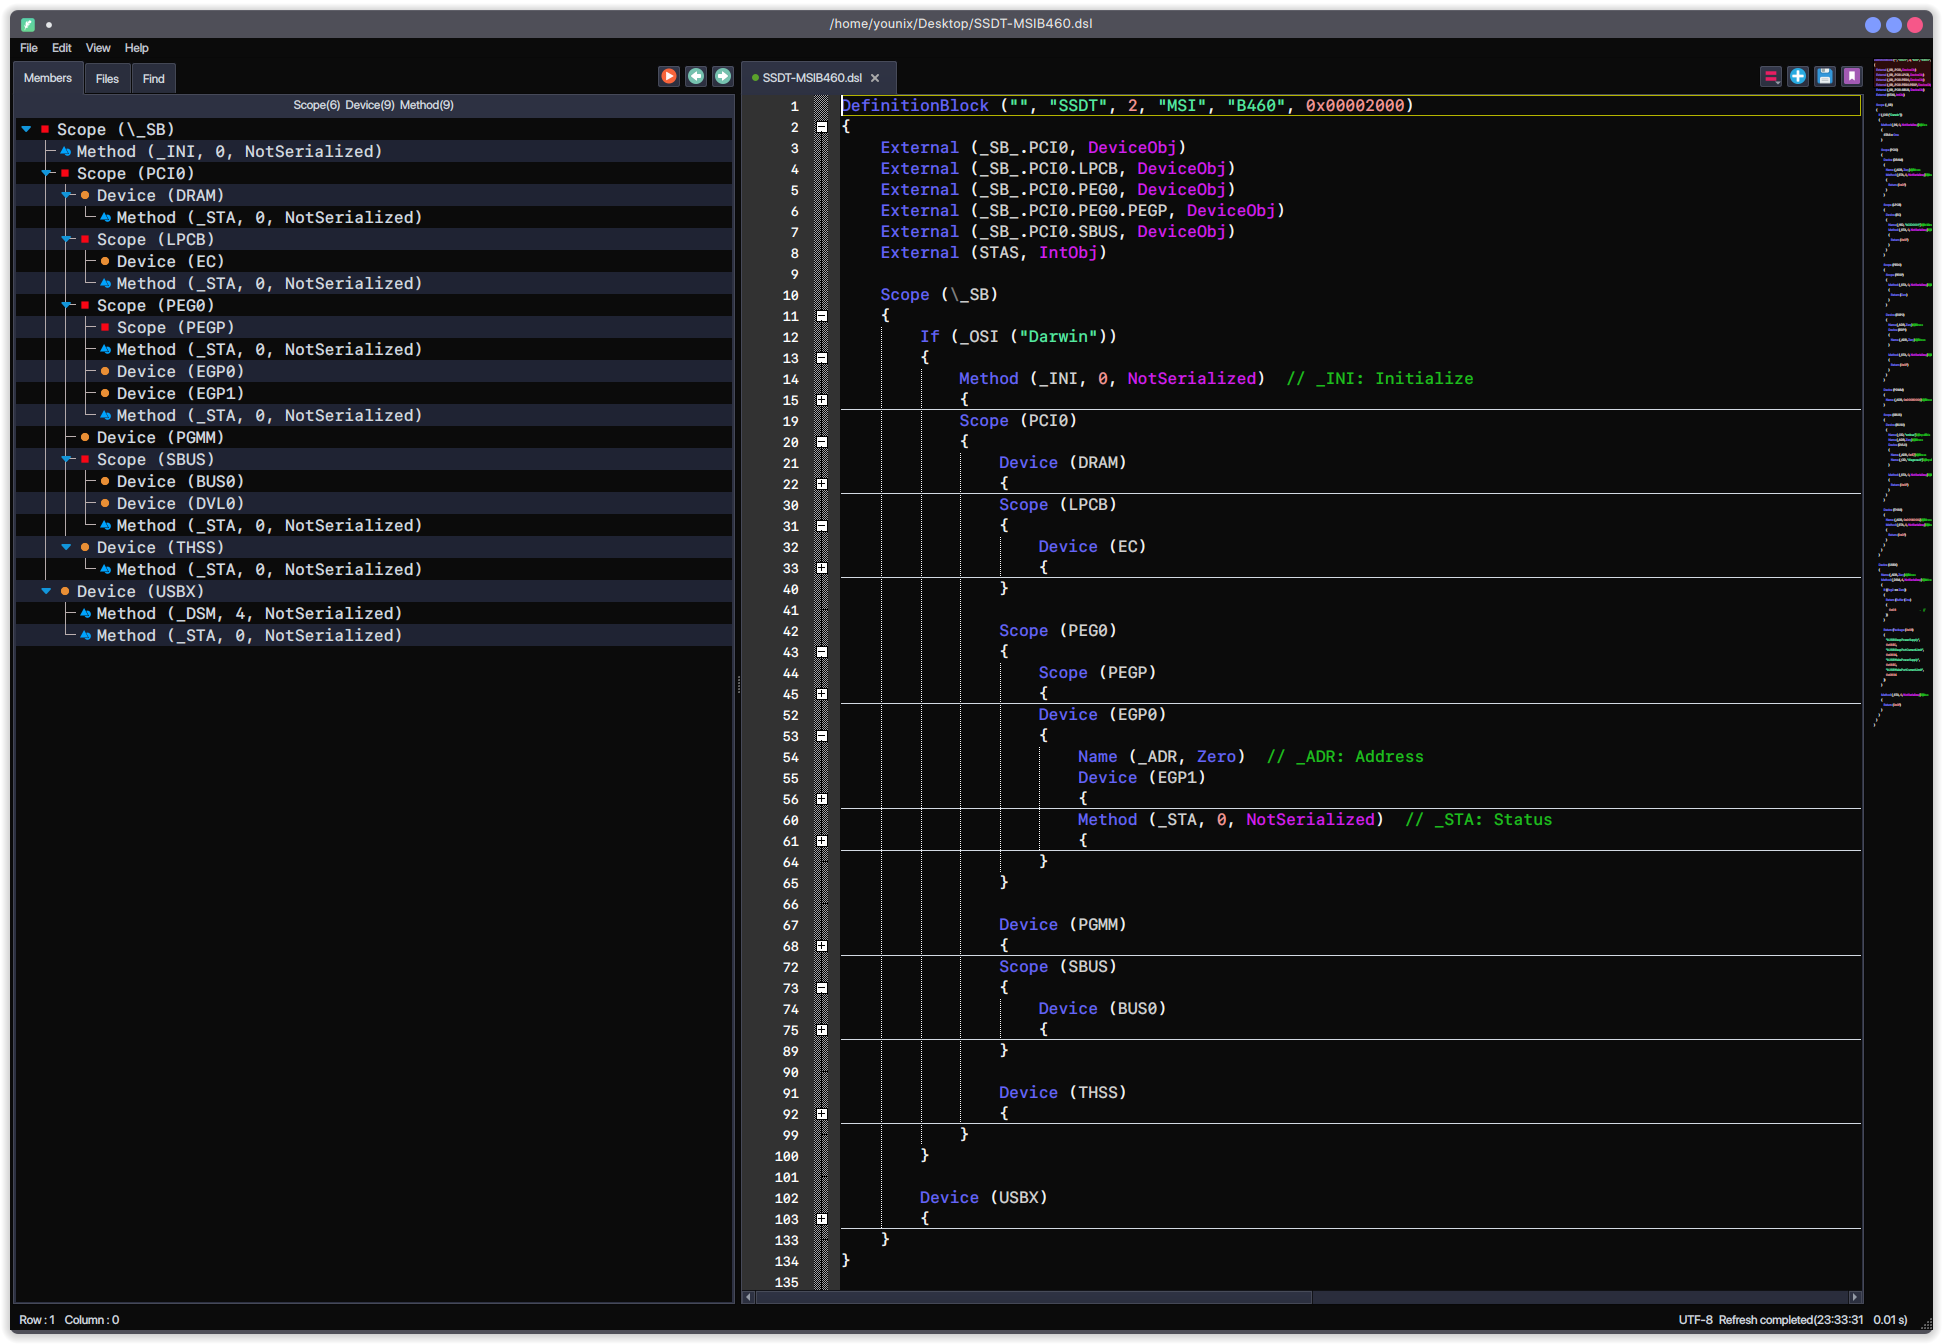 /home/younix/Desktop/SSDT-MSIB460.dsl
File Edit View Help
Members Files Find
Scope(6) Device(9) Method(9)
Scope (\_SB)
Method (_INI, 0, NotSerialized)
Scope (PCI0)
Device (DRAM)
Method (_STA, 0, NotSerialized)
Scope (LPCB)
Device (EC)
Method (_STA, 0, NotSerialized)
Scope (PEG0)
Scope (PEGP)
Method (_STA, 0, NotSerialized)
Device (EGP0)
Device (EGP1)
Method (_STA, 0, NotSerialized)
Device (PGMM)
Scope (SBUS)
Device (BUS0)
Device (DVL0)
Method (_STA, 0, NotSerialized)
Device (THSS)
Method (_STA, 0, NotSerialized)
Device (USBX)
Method (_DSM, 4, NotSerialized)
Method (_STA, 0, NotSerialized)
SSDT-MSIB460.dsl
1 DefinitionBlock ("", "SSDT", 2, "MSI", "B460", 0x00002000)
2 {
3 External (_SB_.PCI0, DeviceObj)
4 External (_SB_.PCI0.LPCB, DeviceObj)
5 External (_SB_.PCI0.PEG0, DeviceObj)
6 External (_SB_.PCI0.PEG0.PEGP, DeviceObj)
7 External (_SB_.PCI0.SBUS, DeviceObj)
8 External (STAS, IntObj)
9
10 Scope (\_SB)
11 {
12 If (_OSI ("Darwin"))
13 {
14 Method (_INI, 0, NotSerialized) // _INI: Initialize
15 {
19 Scope (PCI0)
20 {
21 Device (DRAM)
22 {
30 Scope (LPCB)
31 {
32 Device (EC)
33 {
40 }
41
42 Scope (PEG0)
43 {
44 Scope (PEGP)
45 {
52 Device (EGP0)
53 {
54 Name (_ADR, Zero) // _ADR: Address
55 Device (EGP1)
56 {
60 Method (_STA, 0, NotSerialized) // _STA: Status
61 {
64 }
65 }
66
67 Device (PGMM)
68 {
72 Scope (SBUS)
73 {
74 Device (BUS0)
75 {
89 }
90
91 Device (THSS)
92 {
99 }
100 }
101
102 Device (USBX)
103 {
133 }
134 }
135
Row : 1 Column : 0
UTF-8 Refresh completed(23:33:31 0.01 s)